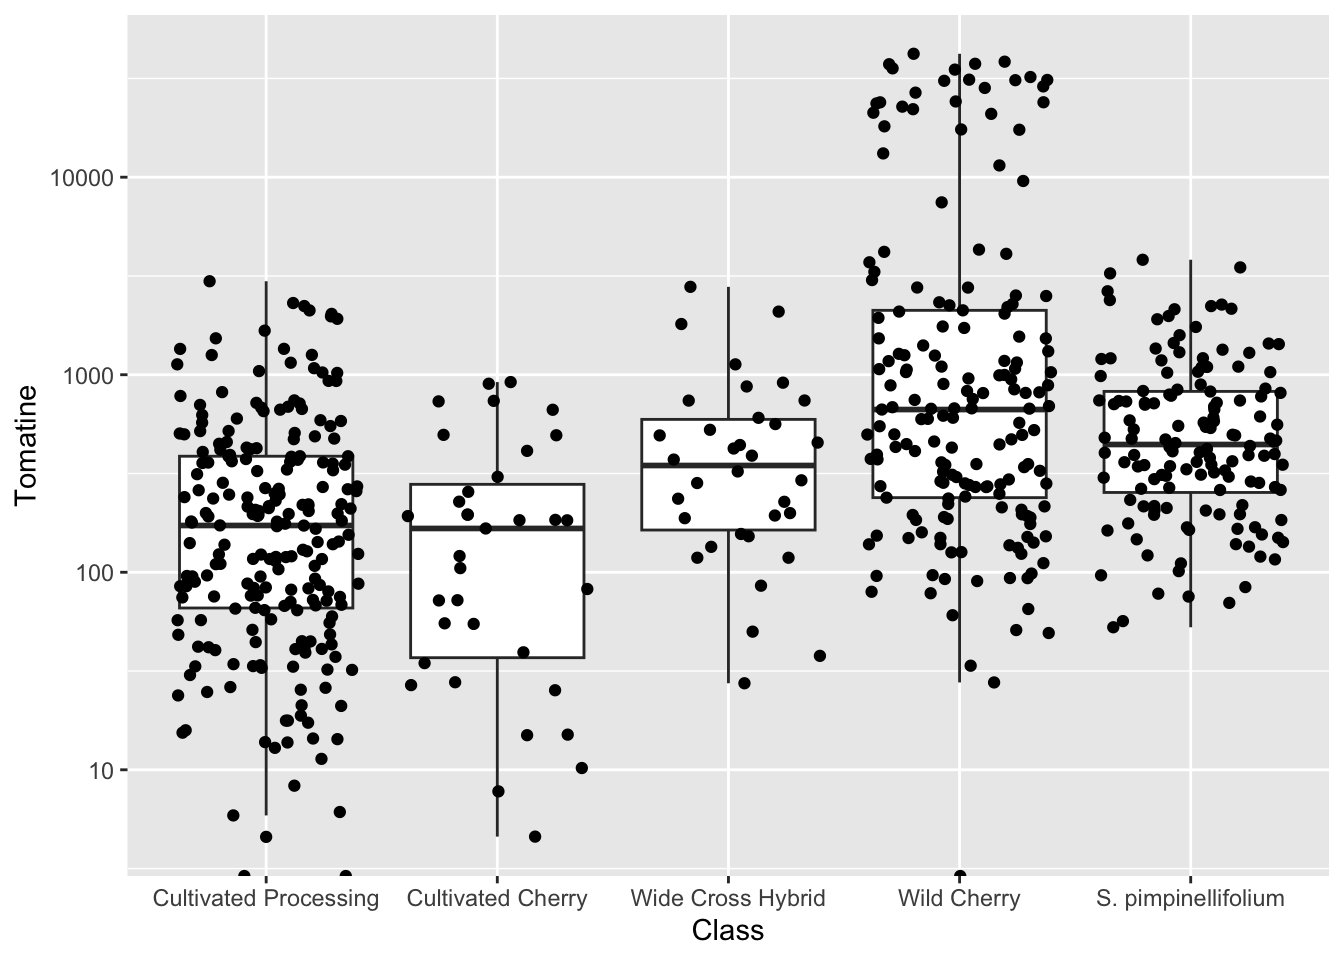 Tomatine
10000
1000
100
10
Cultivated Processing
Cultivated Cherry
Wide Cross Hybrid
Wild Cherry
S. pimpinellifolium
Class